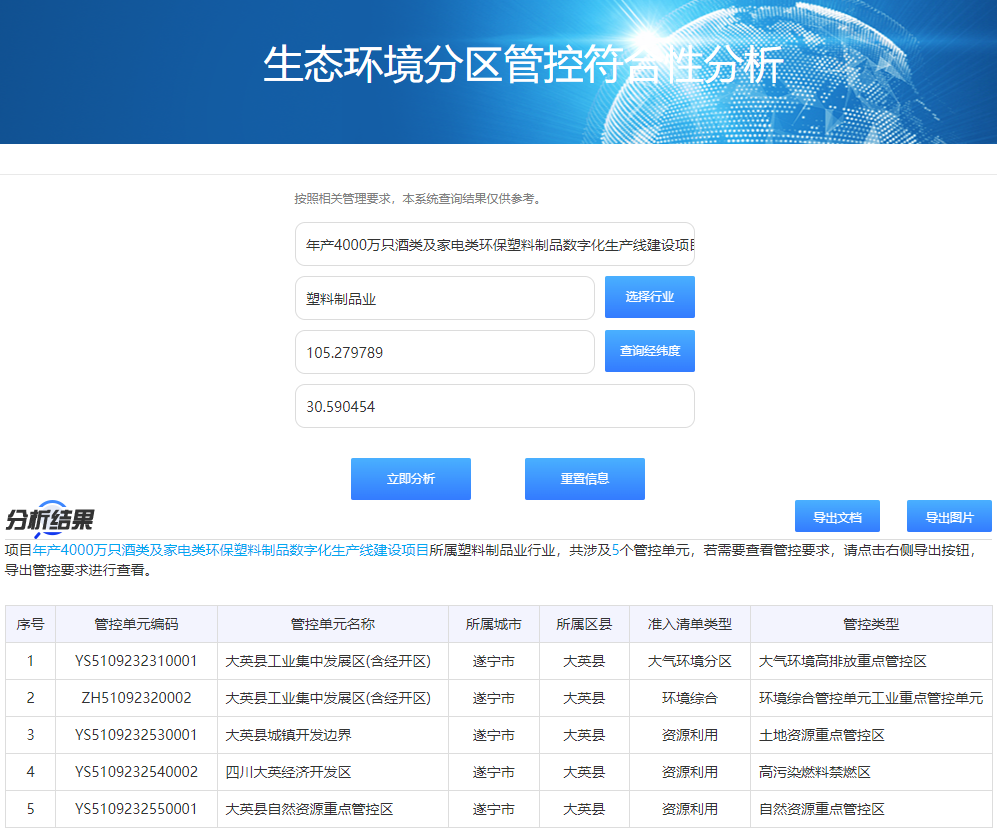 生态环境分区管控符合性分析
按照相关管理要求，本系统查询结果仅供参考。
年产4000万只酒类及家电类环保塑料制品数字化生产线建设项目
塑料制品业
选择行业
105.279789
查询经纬度
30.590454
立即分析 重置信息
分析结果 导出文档 导出图片
项目年产4000万只酒类及家电类环保塑料制品数字化生产线建设项目所属塑料制品业行业，共涉及5个管控单元，若需要查看管控要求，请点击右侧导出按钮，
导出管控要求进行查看。
序号 管控单元编码 管控单元名称 所属城市 所属区县 准入清单类型 管控类型
1 YS5109232310001 大英县工业集中发展区(含经开区) 遂宁市 大英县 大气环境分区 大气环境高排放重点管控区
2 ZH51092320002 大英县工业集中发展区(含经开区) 遂宁市 大英县 环境综合 环境综合管控单元工业重点管控单元
3 YS5109232530001 大英县城镇开发边界 遂宁市 大英县 资源利用 土地资源重点管控区
4 YS5109232540002 四川大英经济开发区 遂宁市 大英县 资源利用 高污染燃料禁燃区
5 YS5109232550001 大英县自然资源重点管控区 遂宁市 大英县 资源利用 自然资源重点管控区